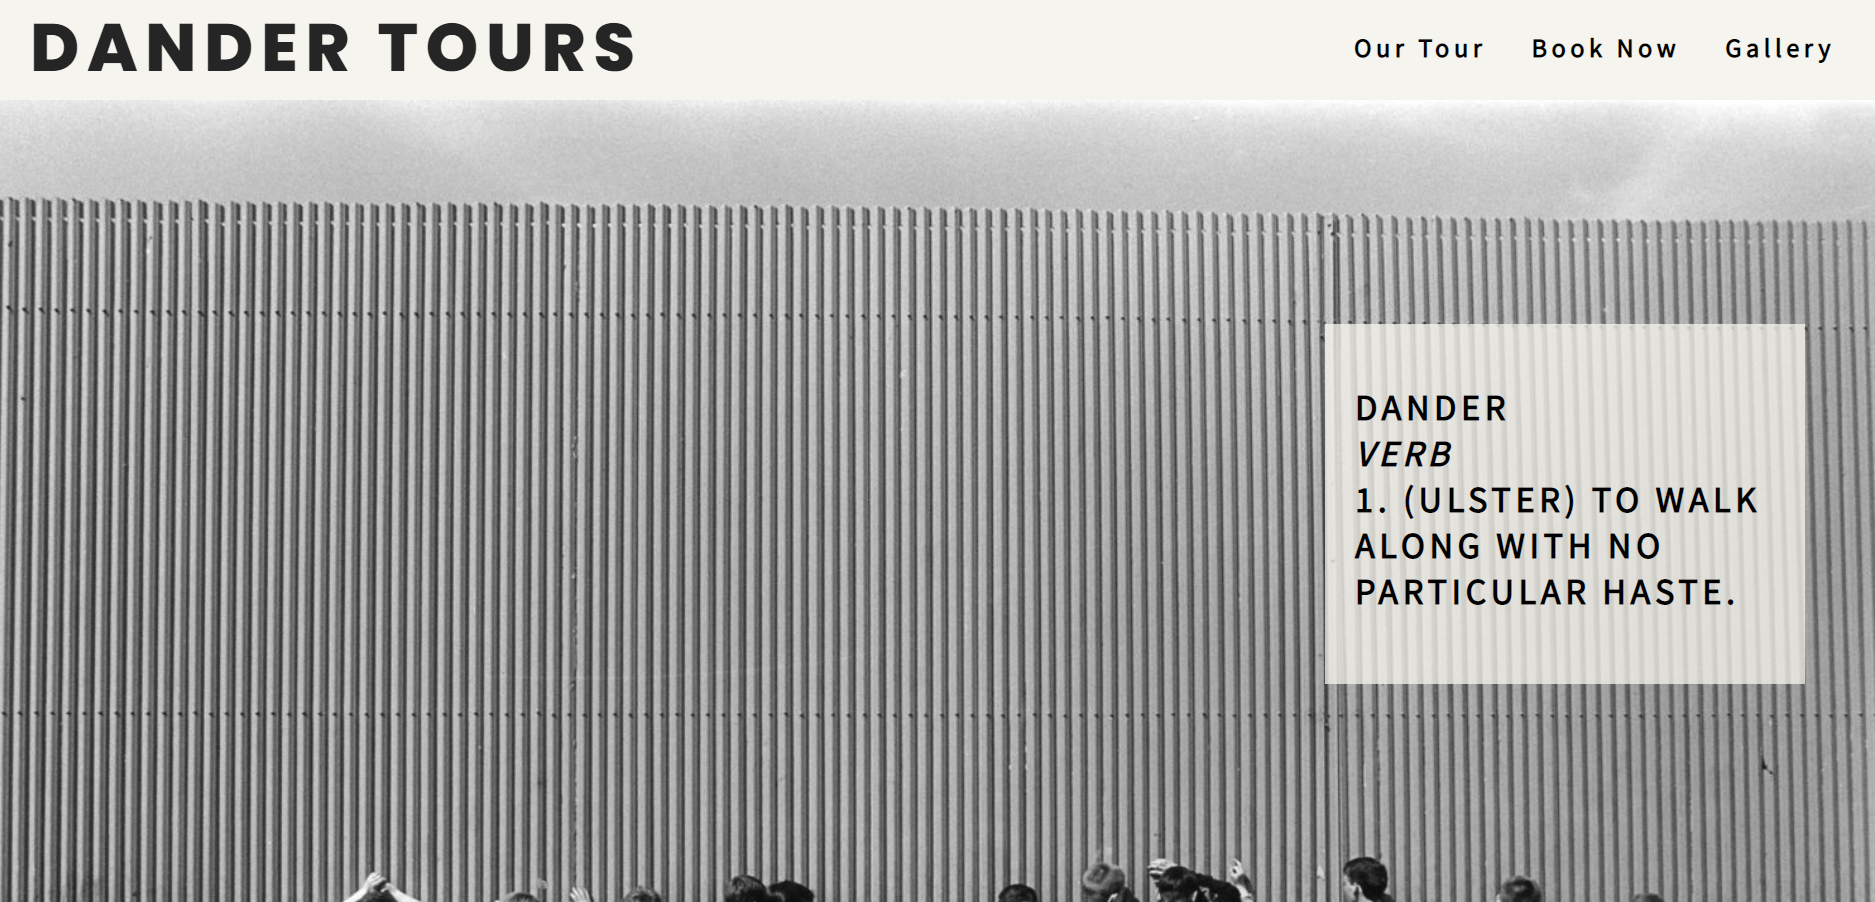 DANDER TOURS
Our Tour Book Now Gallery
DANDER
VERB
1. (ULSTER) TO WALK
ALONG WITH NO
PARTICULAR HASTE.